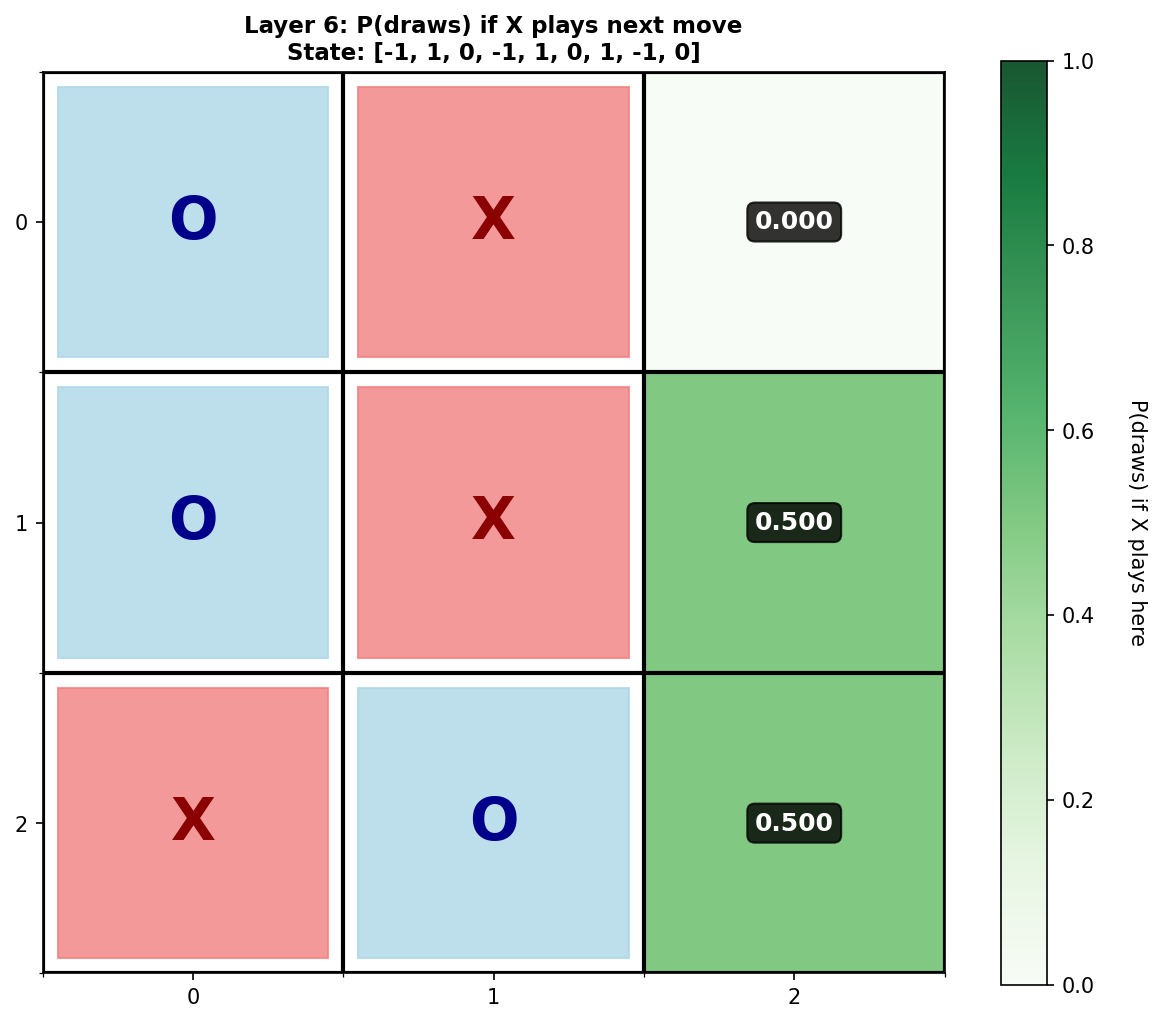 Layer 6: P(draws) if X plays next move
State: [-1, 1, 0, -1, 1, 0, 1, -1, 0]
0
O
X
0.000
1
O
X
0.500
2
X
O
0.500
0
1
2
1.0
0.8
0.6
0.4
0.2
0.0
P(draws) if X plays here